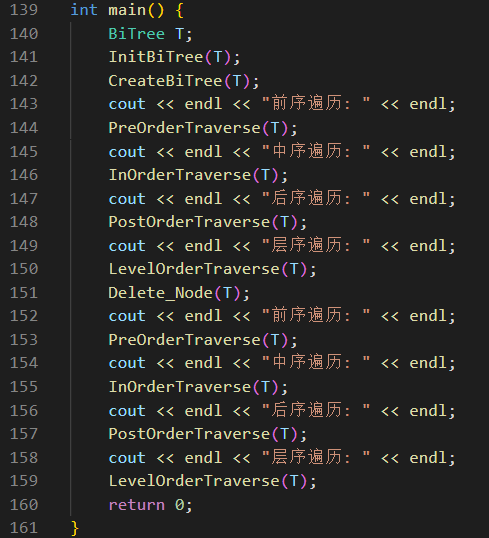 139 int main() {
140     BiTree T;
141     InitBiTree(T);
142     CreateBiTree(T);
143     cout << endl << "前序遍历: " << endl;
144     PreOrderTraverse(T);
145     cout << endl << "中序遍历: " << endl;
146     InOrderTraverse(T);
147     cout << endl << "后序遍历: " << endl;
148     PostOrderTraverse(T);
149     cout << endl << "层序遍历: " << endl;
150     LevelOrderTraverse(T);
151     Delete_Node(T);
152     cout << endl << "前序遍历: " << endl;
153     PreOrderTraverse(T);
154     cout << endl << "中序遍历: " << endl;
155     InOrderTraverse(T);
156     cout << endl << "后序遍历: " << endl;
157     PostOrderTraverse(T);
158     cout << endl << "层序遍历: " << endl;
159     LevelOrderTraverse(T);
160     return 0;
161 }